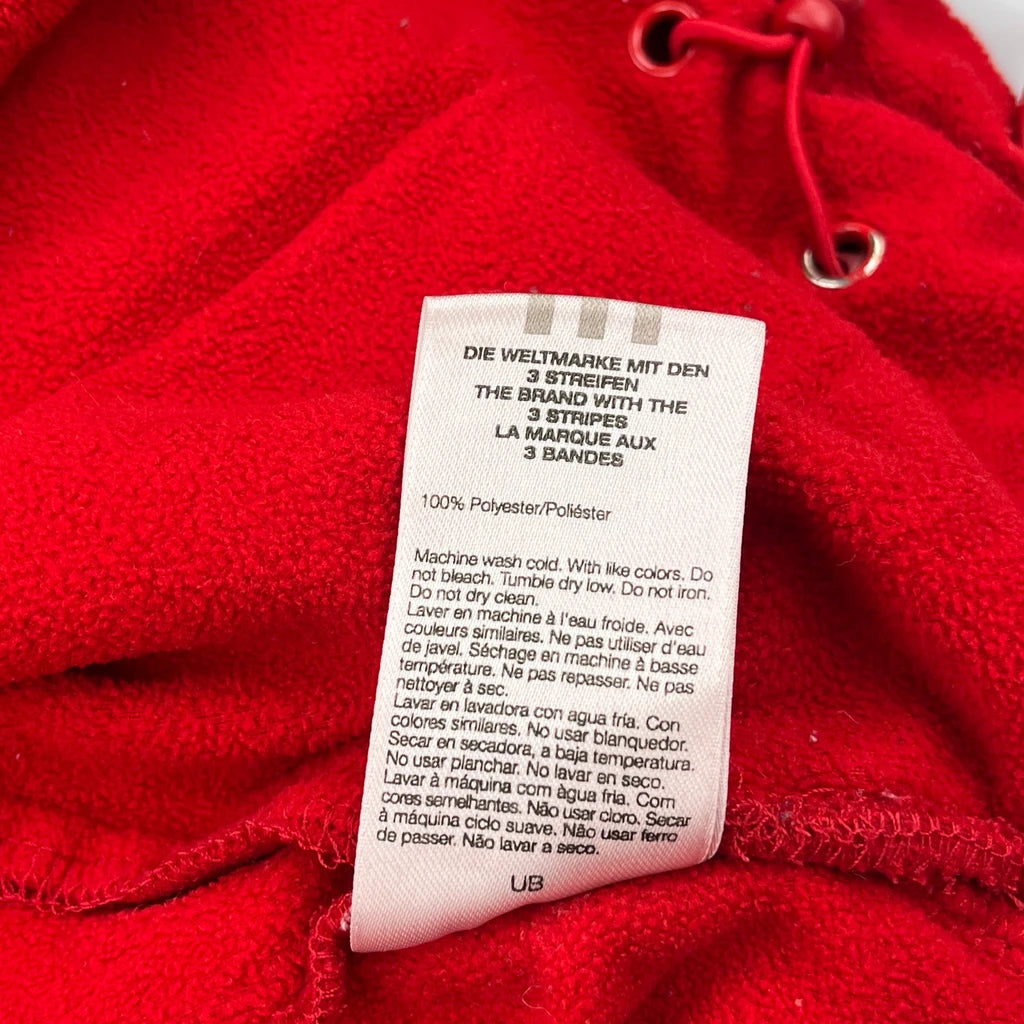 DIE WELTMARKE MIT DEN
3 STREIFEN
THE BRAND WITH THE
3 STRIPES
LA MARQUE AUX
3 BANDES
100% Polyester/Poliéster
Machine wash cold. With like colors. Do
not bleach. Tumble dry low. Do not iron.
Do not dry clean.
Laver en machine à l'eau froide. Avec
couleurs similaires. Ne pas utiliser d'eau
de javel. Séchage en machine à basse
température. Ne pas repasser. Ne pas
nettoyer à sec.
Lavar en lavadora con agua fría. Con
colores similares. No usar blanquedor.
Secar en secadora, a baja temperatura.
No usar planchar. No lavar en seco.
Lavar à máquina com àgua fria. Com
cores semelhantes. Não usar cloro. Secar
à máquina ciclo suave. Não usar ferro
de passer. Não lavar a seco.
UB